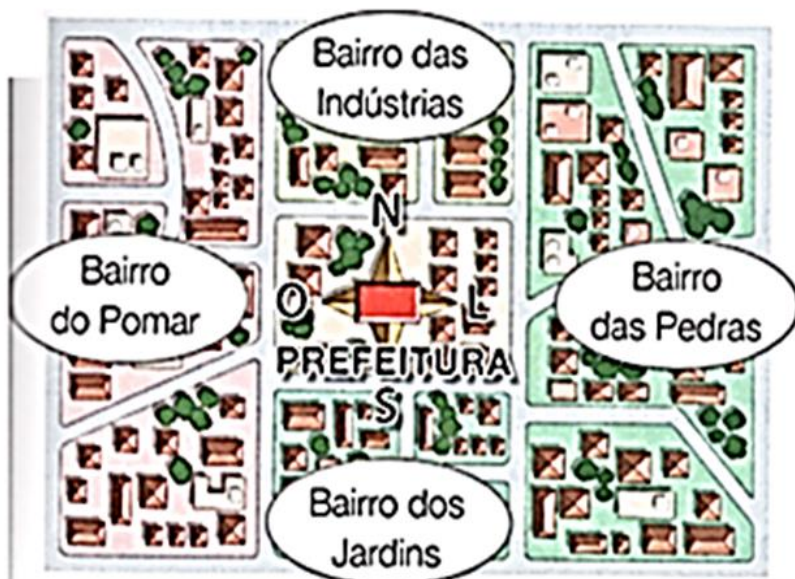 Bairro das
Indústrias
N
Bairro
do Pomar
O
L
Bairro
das Pedras
PREFEITURA
S
Bairro dos
Jardins